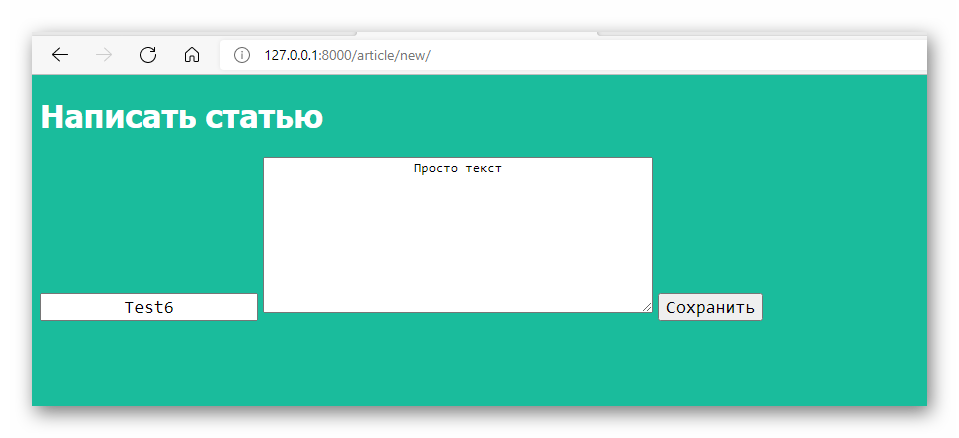 127.0.0.1:8000/article/new/
Написать статью
Просто текст
Test6
Сохранить